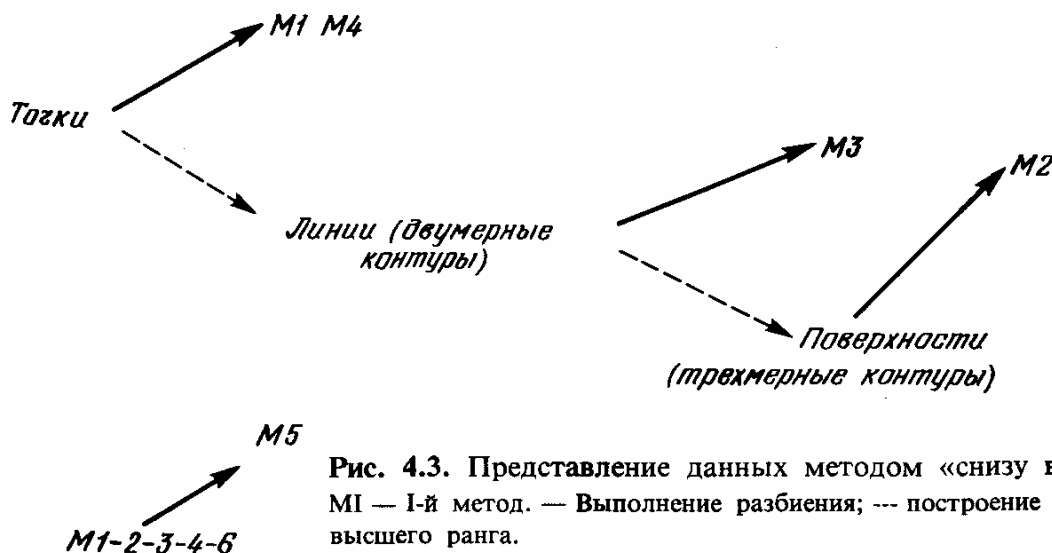 M1 M4
Точки
M3
M2
Линии (двумерные
контуры)
Поверхности
(трехмерные контуры)
M5
M1-2-3-4-6
Рис. 4.3. Представление данных методом «снизу в
MI — I-й метод. — Выполнение разбиения; --- построение
высшего ранга.